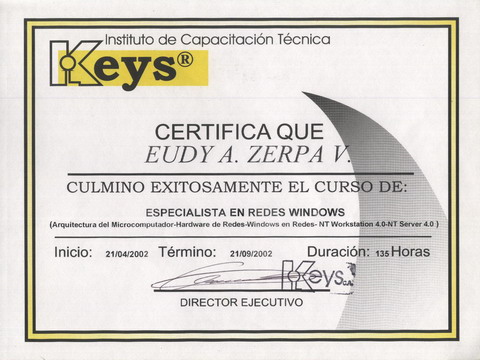 Instituto de Capacitación Técnica
Keys®
CERTIFICA QUE
EUDY A. ZERPA V.
CULMINO EXITOSAMENTE EL CURSO DE:
ESPECIALISTA EN REDES WINDOWS
(Arquitectura del Microcomputador-Hardware de Redes-Windows en Redes- NT Workstation 4.0-NT Server 4.0 )
Inicio: 21/04/2002 Término: 21/09/2002 Duración: 135 Horas
Keys C.A.
DIRECTOR EJECUTIVO